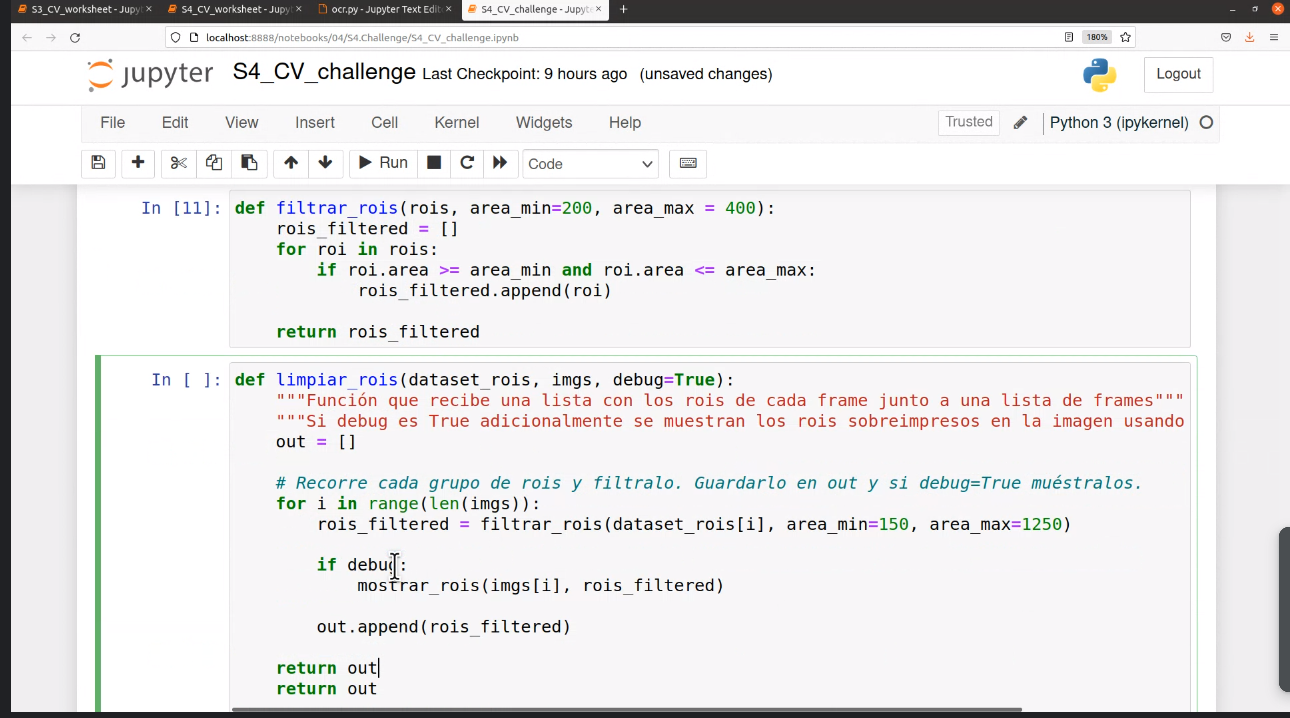 S3_CV_worksheet - Jupyt
S4_CV_worksheet - Jupyt
ocr.py - Jupyter Text Edit
S4_CV_challenge - Jupyte
localhost:8888/notebooks/04/S4.Challenge/S4_CV_challenge.ipynb
180%
jupyter S4_CV_challenge Last Checkpoint: 9 hours ago (unsaved changes)
Logout
File Edit View Insert Cell Kernel Widgets Help
Trusted
Python 3 (ipykernel)
Run
Code
In [11]: def filtrar_rois(rois, area_min=200, area_max = 400):
rois_filtered = []
for roi in rois:
if roi.area >= area_min and roi.area <= area_max:
rois_filtered.append(roi)
return rois_filtered
In [ ]: def limpiar_rois(dataset_rois, imgs, debug=True):
"""Función que recibe una lista con los rois de cada frame junto a una lista de frames"""
"""Si debug es True adicionalmente se muestran los rois sobreimpresos en la imagen usando
out = []
# Recorre cada grupo de rois y filtralo. Guardarlo en out y si debug=True muéstralos.
for i in range(len(imgs)):
rois_filtered = filtrar_rois(dataset_rois[i], area_min=150, area_max=1250)
if debug:
mostrar_rois(imgs[i], rois_filtered)
out.append(rois_filtered)
return out
return out